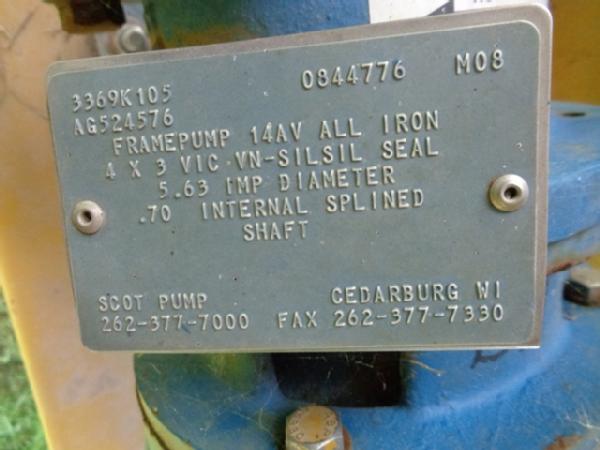 3369K105 0844776 M08
AG524576
FRAMEPUMP 14AV ALL IRON
4 X 3 VIC-VN-SILSIL SEAL
5.63 IMP DIAMETER
.70 INTERNAL SPLINED
SHAFT
SCOT PUMP CEDARBURG WI
262-377-7000 FAX 262-377-7330